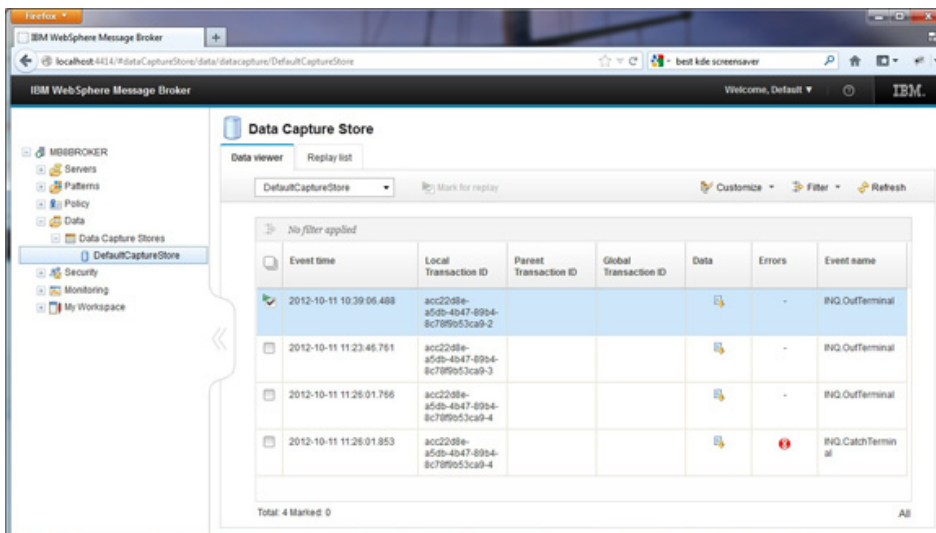 Firefox
IBM WebSphere Message Broker
localhost:4414/#dataCaptureStore/data/datacapture/DefaultCaptureStore
best kde screensaver
IBM WebSphere Message Broker
Welcome, Default
IBM.
MB8BROKER
Servers
Patterns
Policy
Data
Data Capture Stores
DefaultCaptureStore
Security
Monitoring
My Workspace
Data Capture Store
Data viewer
Replay list
DefaultCaptureStore
Mark for replay
Customize
Filter
Refresh
No filter applied
Event time
Local
Transaction ID
Parent
Transaction ID
Global
Transaction ID
Data
Errors
Event name
2012-10-11 10:39:06.488
acc22d8e-
a5db-4b47-89b4-
8c78f9b53ca9-2
-
INQ.OutTerminal
2012-10-11 11:23:46.761
acc22d8e-
a5db-4b47-89b4-
8c78f9b53ca9-3
-
INQ.OutTerminal
2012-10-11 11:26:01.766
acc22d8e-
a5db-4b47-89b4-
8c78f9b53ca9-4
-
INQ.OutTerminal
2012-10-11 11:26:01.853
acc22d8e-
a5db-4b47-89b4-
8c78f9b53ca9-4
INQ.CatchTermin
al
Total: 4 Marked: 0
All